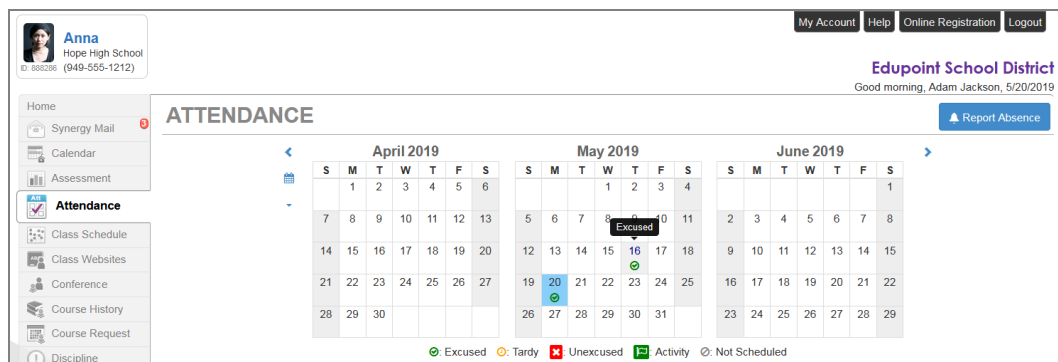 My Account Help Online Registration Logout
Anna
Hope High School
ID: 888286 (949-555-1212)
Edupoint School District
Good morning, Adam Jackson, 5/20/2019
Home
Synergy Mail 3
Calendar
Assessment
Att
Attendance
Class Schedule
Class Websites
Conference
Course History
Course Request
Discipline
ATTENDANCE
Report Absence
April 2019
S M T W T F S
1 2 3 4 5 6
7 8 9 10 11 12 13
14 15 16 17 18 19 20
21 22 23 24 25 26 27
28 29 30
May 2019
S M T W T F S
1 2 3 4
5 6 7 8 9 10 11
Excused
12 13 14 15 16 17 18
19 20 21 22 23 24 25
26 27 28 29 30 31
June 2019
S M T W T F S
1
2 3 4 5 6 7 8
9 10 11 12 13 14 15
16 17 18 19 20 21 22
23 24 25 26 27 28 29
: Excused : Tardy : Unexcused : Activity : Not Scheduled